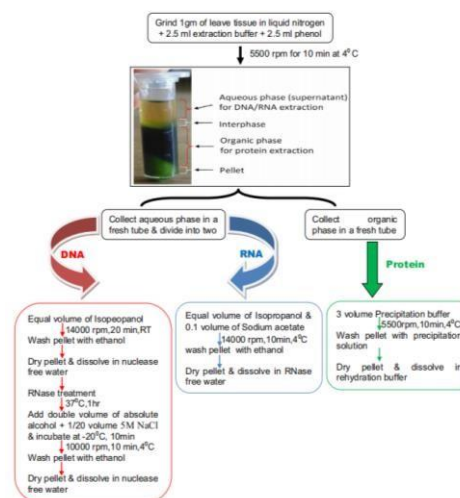 Grind 1gm of leave tissue in liquid nitrogen
+ 2.5 ml extraction buffer + 2.5 ml phenol
5500 rpm for 10 min at 4⁰ C
Aqueous phase (supernatant)
for DNA/RNA extraction
Interphase
Organic phase
for protein extraction
Pellet
Collect aqueous phase in a
fresh tube & divide into two
Collect organic
phase in a fresh tube
DNA
RNA
Protein
Equal volume of Isopeopanol
14000 rpm,20 min,RT
Wash pellet with ethanol
Dry pellet & dissolve in nuclease
free water
RNase treatment
37⁰C,1hr
Add double volume of absolute
alcohol + 1/20 volume 5M NaCl
& incubate at -20⁰C, 10min
10000 rpm,10 min,4⁰C
Wash pellet with ethanol
Dry pellet & dissolve in nuclease
free water
Equal volume of Isopropanol &
0.1 volume of Sodium acetate
14000 rpm,10min,4⁰C
wash pellet with ethanol
Dry pellet & dissolve in RNase
free water
3 volume Precipitation buffer
5500rpm,10min,4⁰C
Wash pellet with precipitation
solution
Dry pellet & dissolve in
rehydration buffer